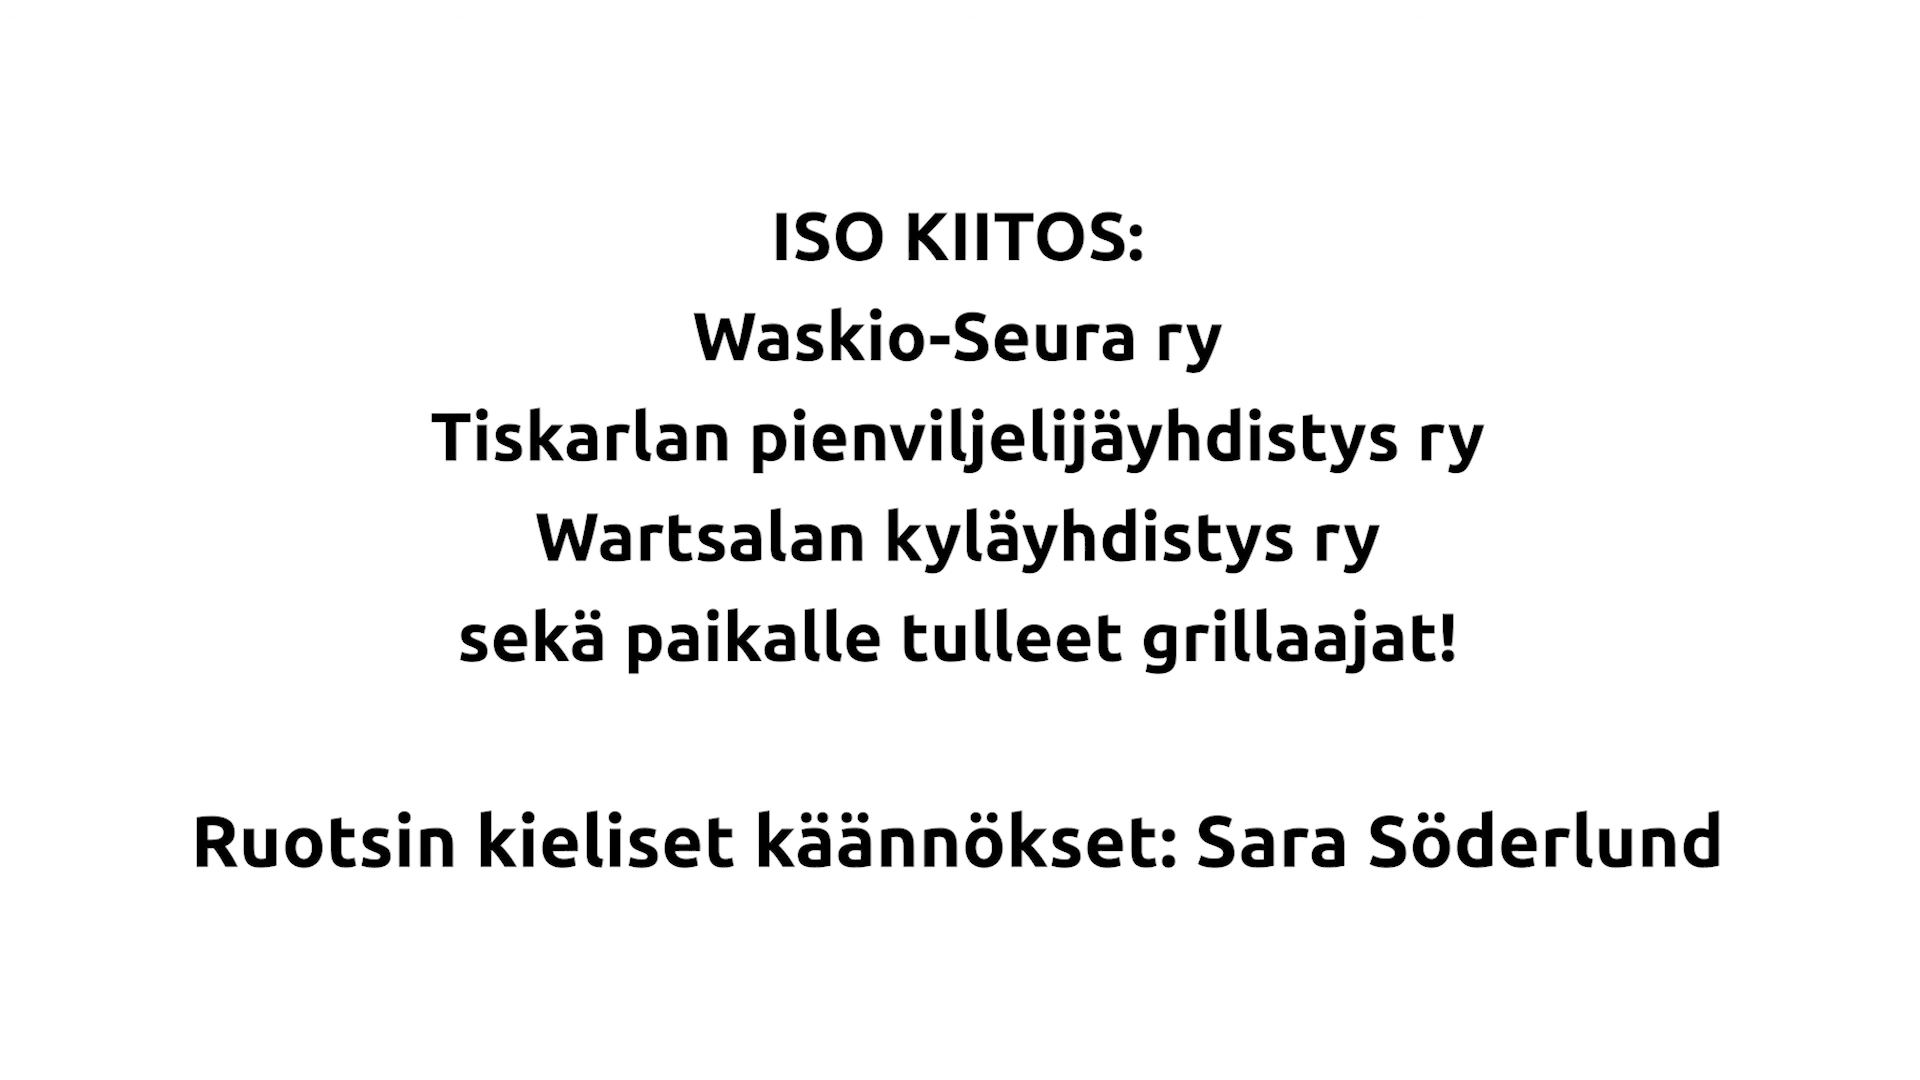 ISO KIITOS:
Waskio-Seura ry
Tiskarlan pienviljelijäyhdistys ry
Wartsalan kyläyhdistys ry
sekä paikalle tulleet grillaajat!
Ruotsin kieliset käännökset: Sara Söderlund